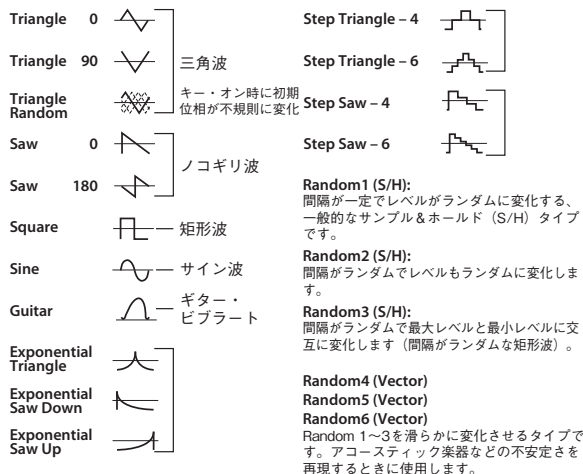 Triangle 0
Triangle 90
三角波
Triangle
Random
キー・オン時に初期
位相が不規則に変化
Saw 0
ノコギリ波
Saw 180
Square
矩形波
Sine
サイン波
Guitar
ギター・
ビブラート
Exponential
Triangle
Exponential
Saw Down
Exponential
Saw Up
Step Triangle – 4
Step Triangle – 6
Step Saw – 4
Step Saw – 6
Random1 (S/H):
間隔が一定でレベルがランダムに変化する、
一般的なサンプル＆ホールド（S/H）タイプ
です。
Random2 (S/H):
間隔がランダムでレベルもランダムに変化しま
す。
Random3 (S/H):
間隔がランダムで最大レベルと最小レベルに交
互に変化します（間隔がランダムな矩形波）。
Random4 (Vector)
Random5 (Vector)
Random6 (Vector)
Random 1〜3を滑らかに変化させるタイプで
す。アコースティック楽器などの不安定さを
再現するときに使用します。